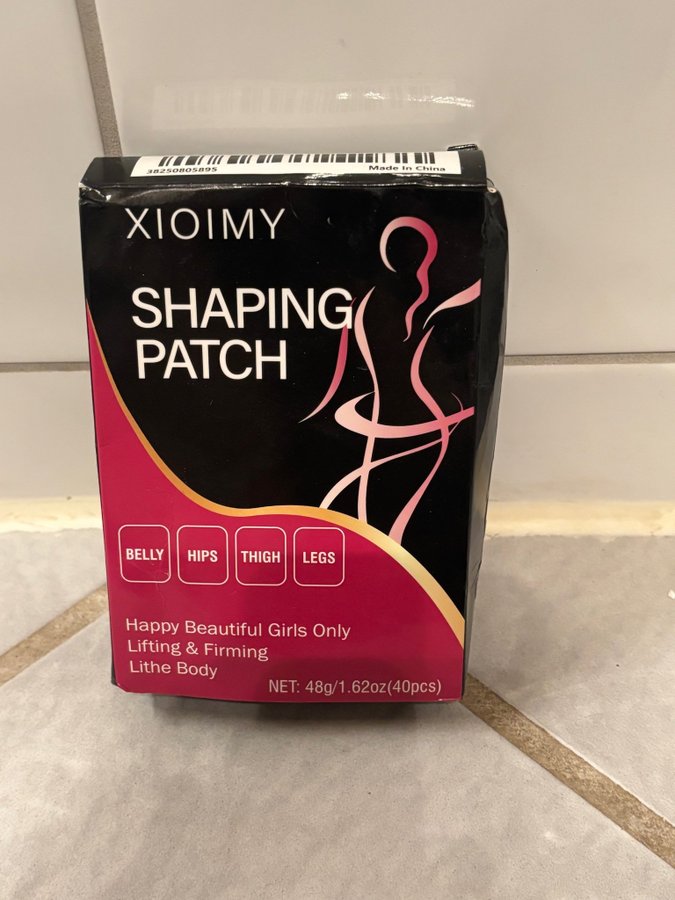 38250805895 Made In China
XIOIMY
SHAPING
PATCH
BELLY HIPS THIGH LEGS
Happy Beautiful Girls Only
Lifting & Firming
Lithe Body
NET: 48g/1.62oz(40pcs)